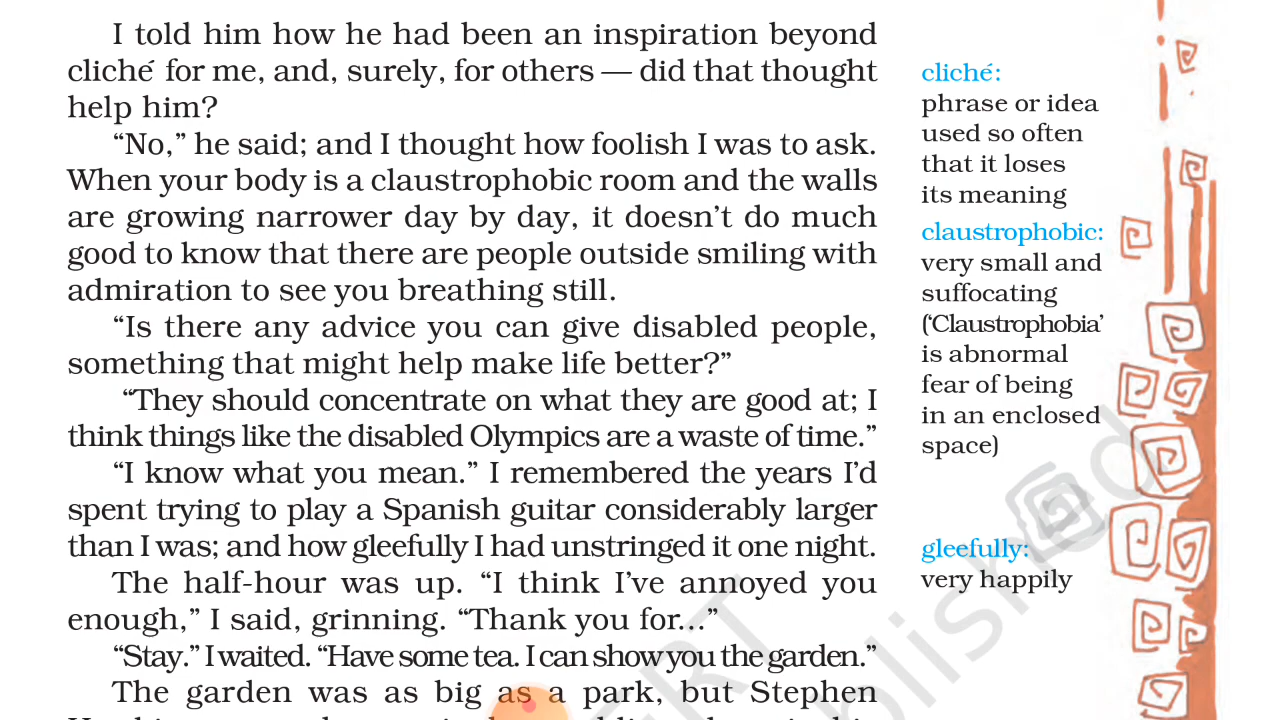 I told him how he had been an inspiration beyond
cliché for me, and, surely, for others — did that thought
help him?
“No,” he said; and I thought how foolish I was to ask.
When your body is a claustrophobic room and the walls
are growing narrower day by day, it doesn’t do much
good to know that there are people outside smiling with
admiration to see you breathing still.
“Is there any advice you can give disabled people,
something that might help make life better?”
“They should concentrate on what they are good at; I
think things like the disabled Olympics are a waste of time.”
“I know what you mean.” I remembered the years I’d
spent trying to play a Spanish guitar considerably larger
than I was; and how gleefully I had unstringed it one night.
The half-hour was up. “I think I’ve annoyed you
enough,” I said, grinning. “Thank you for...”
“Stay.” I waited. “Have some tea. I can show you the garden.”
The garden was as big as a park, but Stephen
cliché:
phrase or idea
used so often
that it loses
its meaning
claustrophobic:
very small and
suffocating
(‘Claustrophobia’
is abnormal
fear of being
in an enclosed
space)
gleefully:
very happily